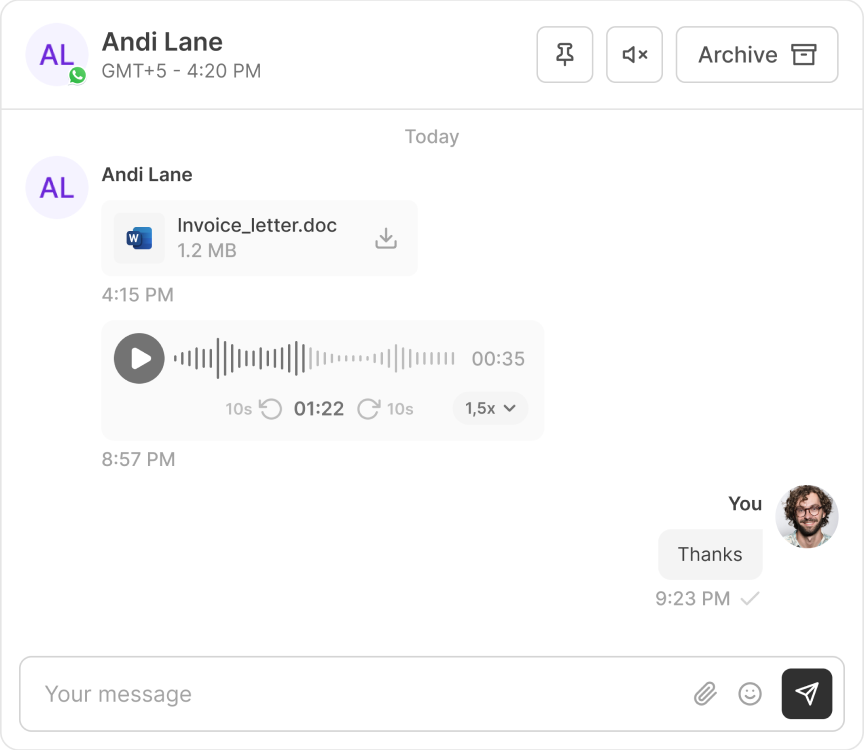 AL
Andi Lane
GMT+5 - 4:20 PM
Archive
Today
AL
Andi Lane
W
Invoice_letter.doc
1.2 MB
4:15 PM
00:35
10s 01:22 10s 1,5x
8:57 PM
You
Thanks
9:23 PM
Your message